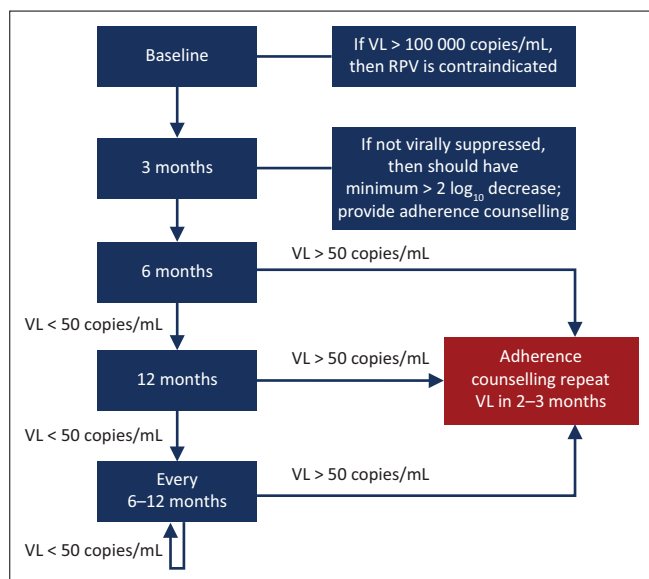 Baseline
If VL > 100 000 copies/mL,
then RPV is contraindicated
3 months
If not virally suppressed,
then should have
minimum > 2 log₁₀ decrease;
provide adherence counselling
6 months
VL > 50 copies/mL
VL < 50 copies/mL
12 months
VL > 50 copies/mL
Adherence
counselling repeat
VL in 2–3 months
VL < 50 copies/mL
Every
6–12 months
VL > 50 copies/mL
VL < 50 copies/mL